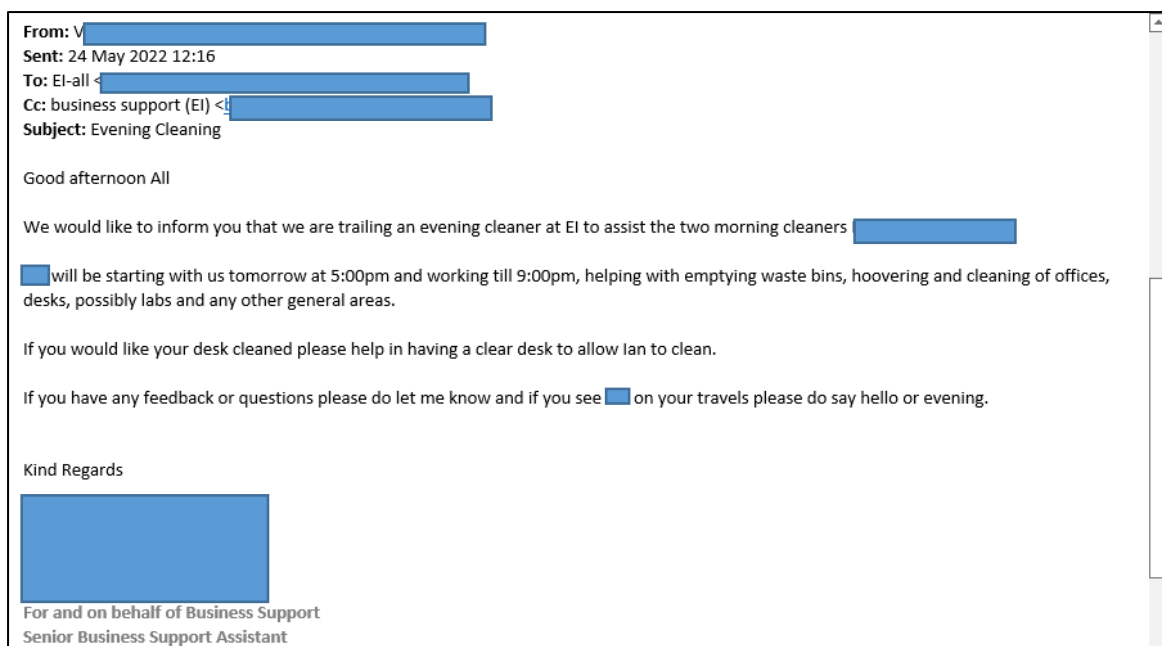 From: V
Sent: 24 May 2022 12:16
To: EI-all <
Cc: business support (EI) <
Subject: Evening Cleaning
Good afternoon All
We would like to inform you that we are trailing an evening cleaner at EI to assist the two morning cleaners
will be starting with us tomorrow at 5:00pm and working till 9:00pm, helping with emptying waste bins, hoovering and cleaning of offices,
desks, possibly labs and any other general areas.
If you would like your desk cleaned please help in having a clear desk to allow Ian to clean.
If you have any feedback or questions please do let me know and if you see on your travels please do say hello or evening.
Kind Regards
For and on behalf of Business Support
Senior Business Support Assistant